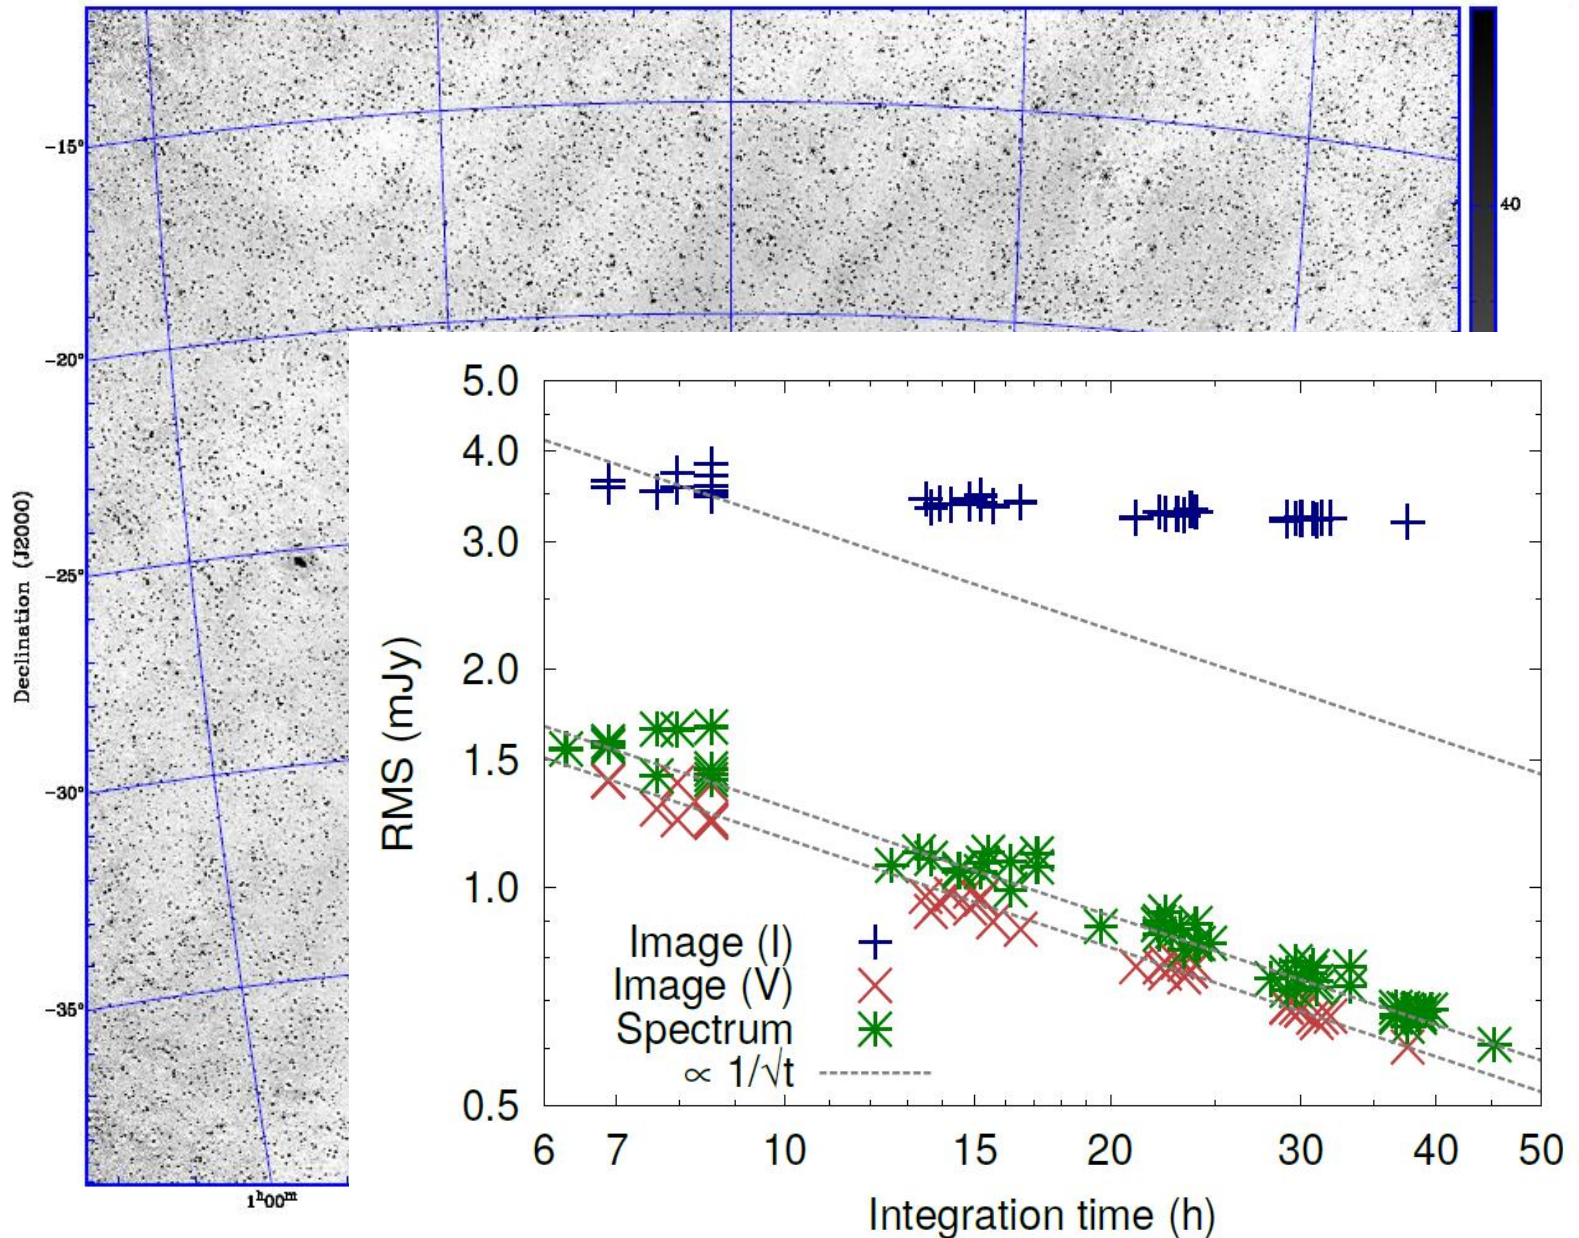 -15°
40
-20°
-25°
-30°
-35°
Declination (J2000)
1ʰ00ᵐ
5.0
4.0
3.0
2.0
1.5
1.0
0.5
RMS (mJy)
Image (I)
Image (V)
Spectrum
∝ 1/√t
6 7 10 15 20 30 40 50
Integration time (h)